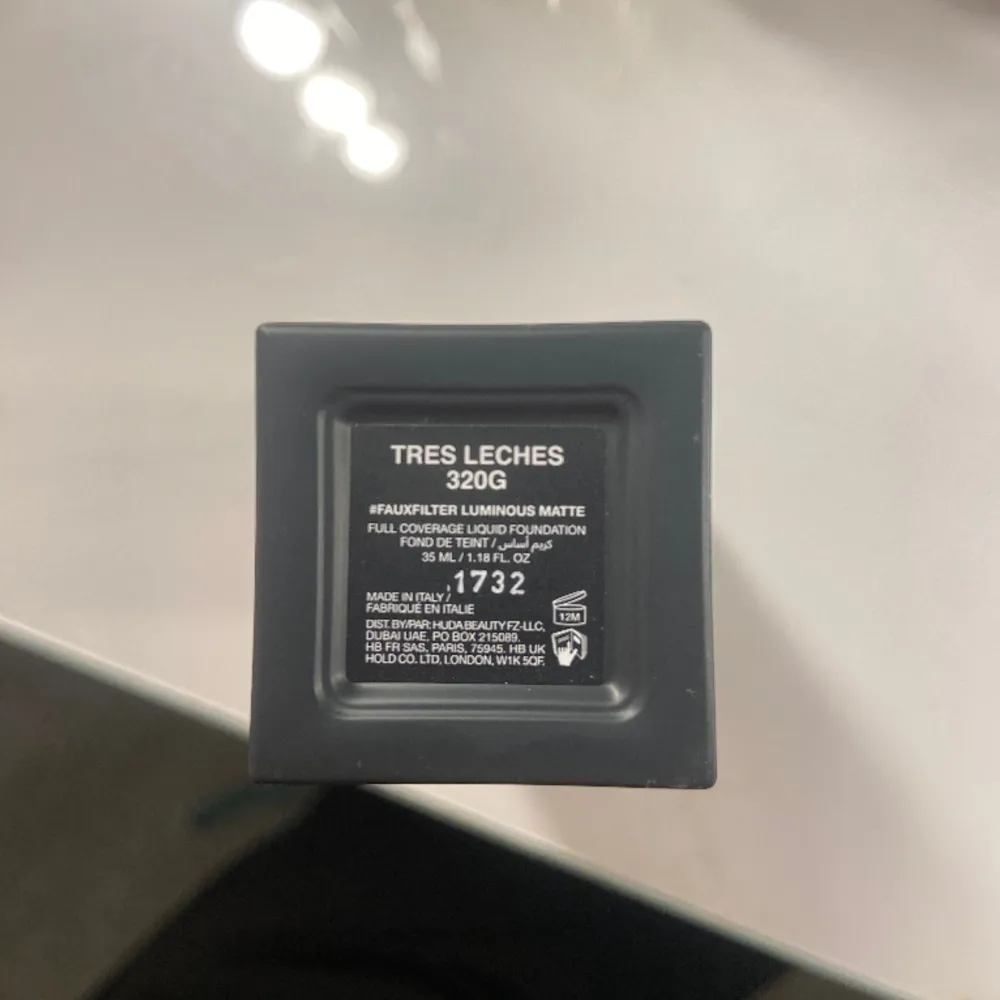 TRES LECHES
320G
#FAUXFILTER LUMINOUS MATTE
FULL COVERAGE LIQUID FOUNDATION
FOND DE TEINT / كريم أساس
35 ML / 1.18 FL. OZ
1732
MADE IN ITALY /
FABRIQUÉ EN ITALIE
12M
DIST. BY/PAR: HUDA BEAUTY FZ-LLC,
DUBAI UAE, PO BOX 215089.
HB FR SAS, PARIS, 75945. HB UK
HOLD CO. LTD, LONDON, W1K 5QF.